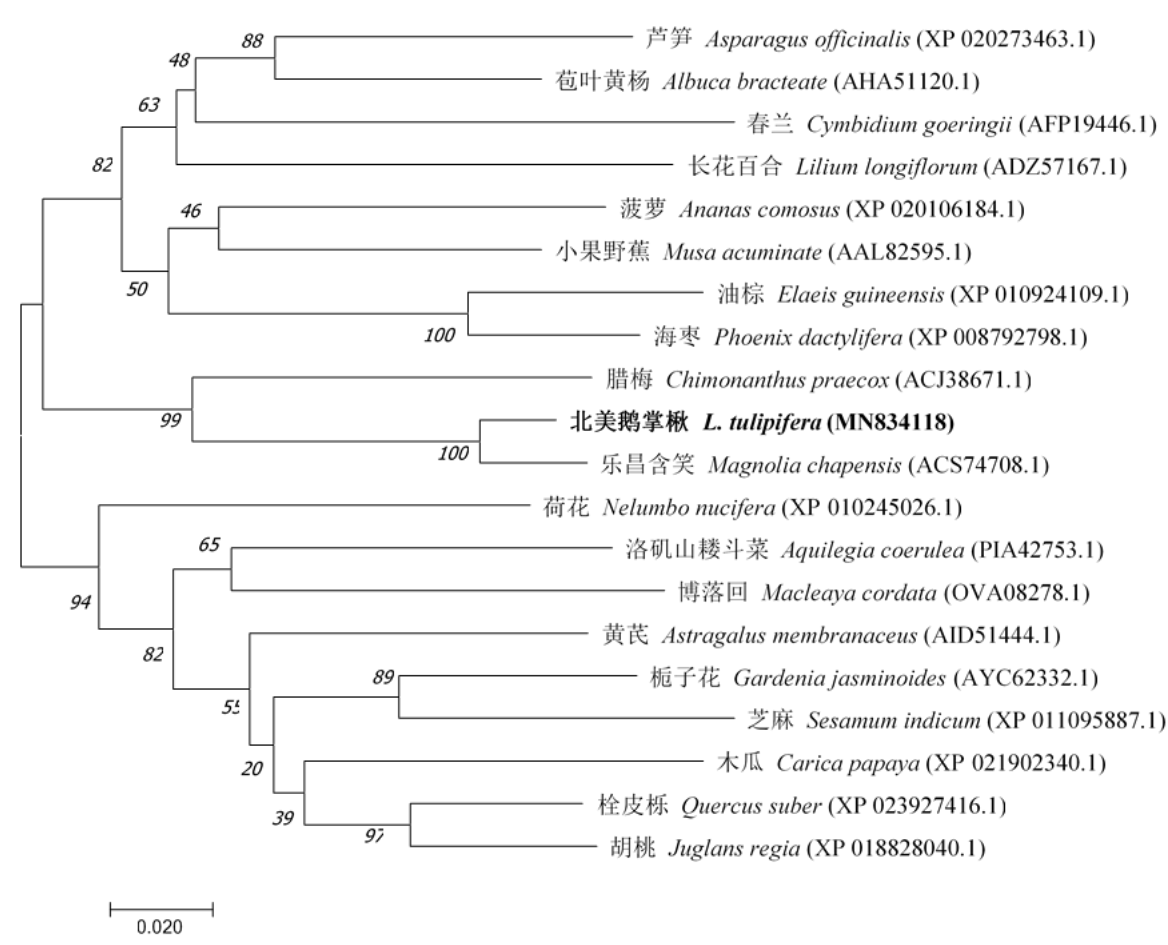 88
芦笋 Asparagus officinalis (XP 020273463.1)
48
苞叶黄杨 Albuca bracteate (AHA51120.1)
63
春兰 Cymbidium goeringii (AFP19446.1)
82
长花百合 Lilium longiflorum (ADZ57167.1)
46
菠萝 Ananas comosus (XP 020106184.1)
小果野蕉 Musa acuminate (AAL82595.1)
50
油棕 Elaeis guineensis (XP 010924109.1)
100
海枣 Phoenix dactylifera (XP 008792798.1)
腊梅 Chimonanthus praecox (ACJ38671.1)
99
北美鹅掌楸 L. tulipifera (MN834118)
100
乐昌含笑 Magnolia chapensis (ACS74708.1)
荷花 Nelumbo nucifera (XP 010245026.1)
65
洛矶山耧斗菜 Aquilegia coerulea (PIA42753.1)
94
博落回 Macleaya cordata (OVA08278.1)
82
黄芪 Astragalus membranaceus (AID51444.1)
89
栀子花 Gardenia jasminoides (AYC62332.1)
55
芝麻 Sesamum indicum (XP 011095887.1)
20
木瓜 Carica papaya (XP 021902340.1)
39
栓皮栎 Quercus suber (XP 023927416.1)
97
胡桃 Juglans regia (XP 018828040.1)
0.020